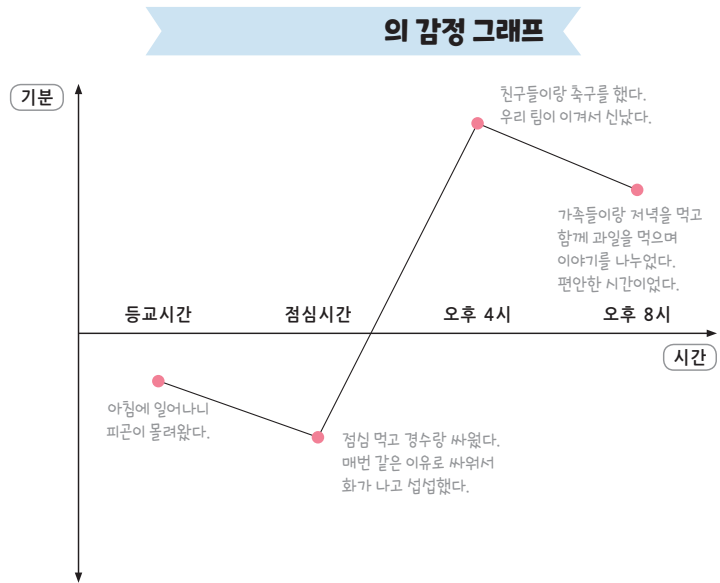 의 감정 그래프
기분
친구들이랑 축구를 했다.
우리 팀이 이겨서 신났다.
가족들이랑 저녁을 먹고
함께 과일을 먹으며
이야기를 나누었다.
편안한 시간이었다.
등교시간 점심시간 오후 4시 오후 8시
시간
아침에 일어나니
피곤이 몰려왔다.
점심 먹고 경수랑 싸웠다.
매번 같은 이유로 싸워서
화가 나고 섭섭했다.